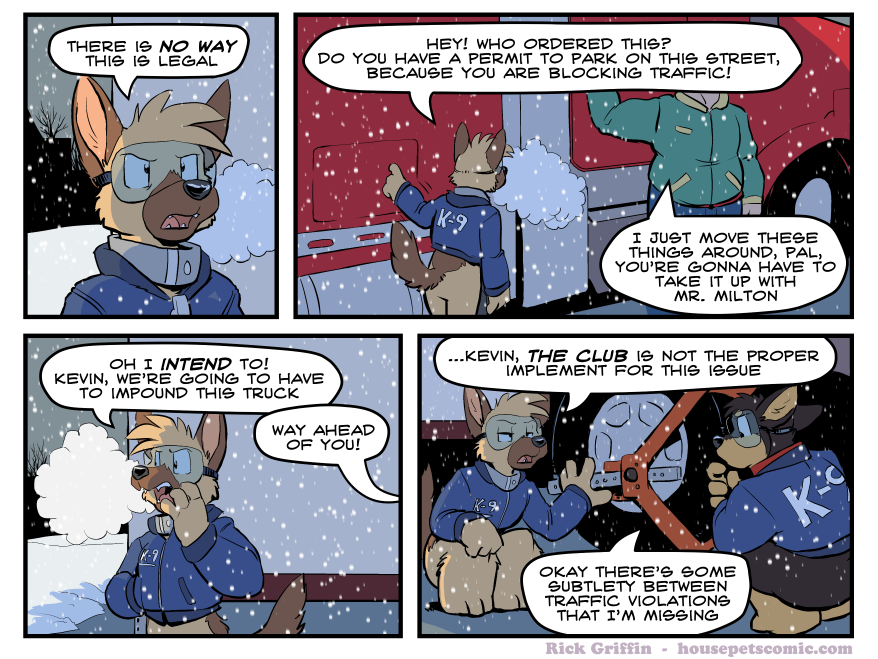 THERE IS NO WAY
THIS IS LEGAL
HEY! WHO ORDERED THIS?
DO YOU HAVE A PERMIT TO PARK ON THIS STREET,
BECAUSE YOU ARE BLOCKING TRAFFIC!
K-9
I JUST MOVE THESE
THINGS AROUND, PAL,
YOU'RE GONNA HAVE TO
TAKE IT UP WITH
MR. MILTON
OH I INTEND TO!
KEVIN, WE'RE GOING TO HAVE
TO IMPOUND THIS TRUCK
WAY AHEAD
OF YOU!
K-9
...KEVIN, THE CLUB IS NOT THE PROPER
IMPLEMENT FOR THIS ISSUE
K-9
K-9
OKAY THERE'S SOME
SUBTLETY BETWEEN
TRAFFIC VIOLATIONS
THAT I'M MISSING
Rick Griffin - housepetscomic.com